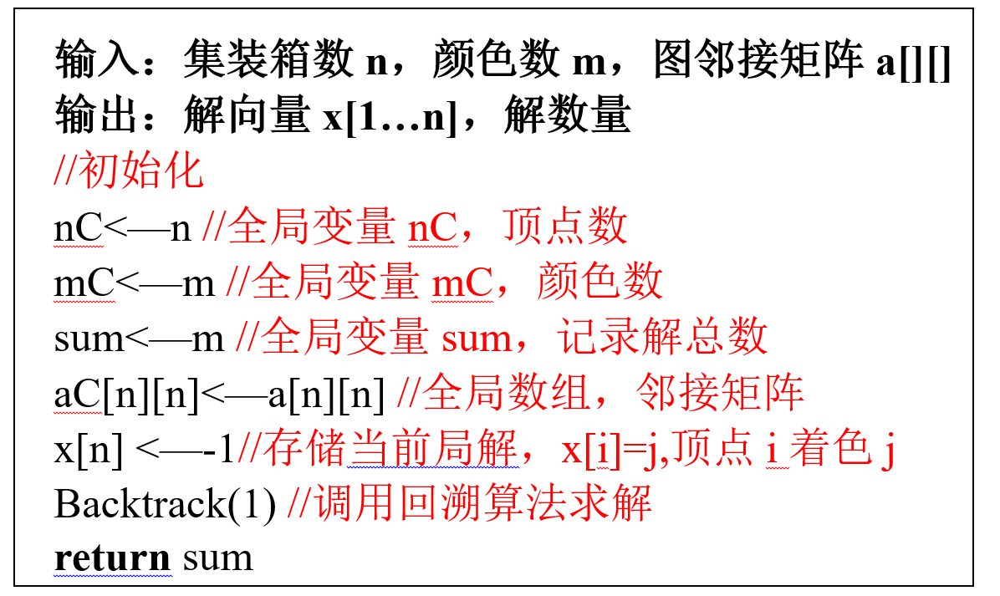 输入：集装箱数 n，颜色数 m，图邻接矩阵 a[][]
输出：解向量 x[1…n]，解数量
//初始化
nC<—n //全局变量 nC，顶点数
mC<—m //全局变量 mC，颜色数
sum<—m //全局变量 sum，记录解总数
aC[n][n]<—a[n][n] //全局数组，邻接矩阵
x[n] <—-1//存储当前局解，x[i]=j,顶点 i 着色 j
Backtrack(1) //调用回溯算法求解
return sum